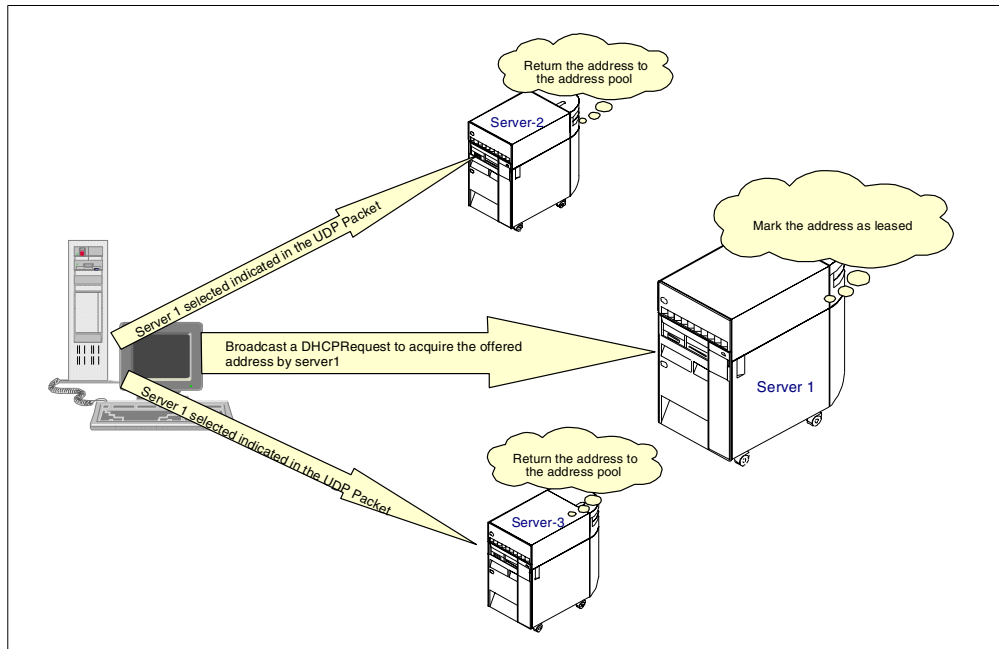 Return the address to
the address pool
Server-2
Server 1 selected indicated in the UDP Packet
Mark the address as leased
Broadcast a DHCPRequest to acquire the offered
address by server1
Server 1
Server 1 selected indicated in the UDP Packet
Return the address to
the address pool
Server-3